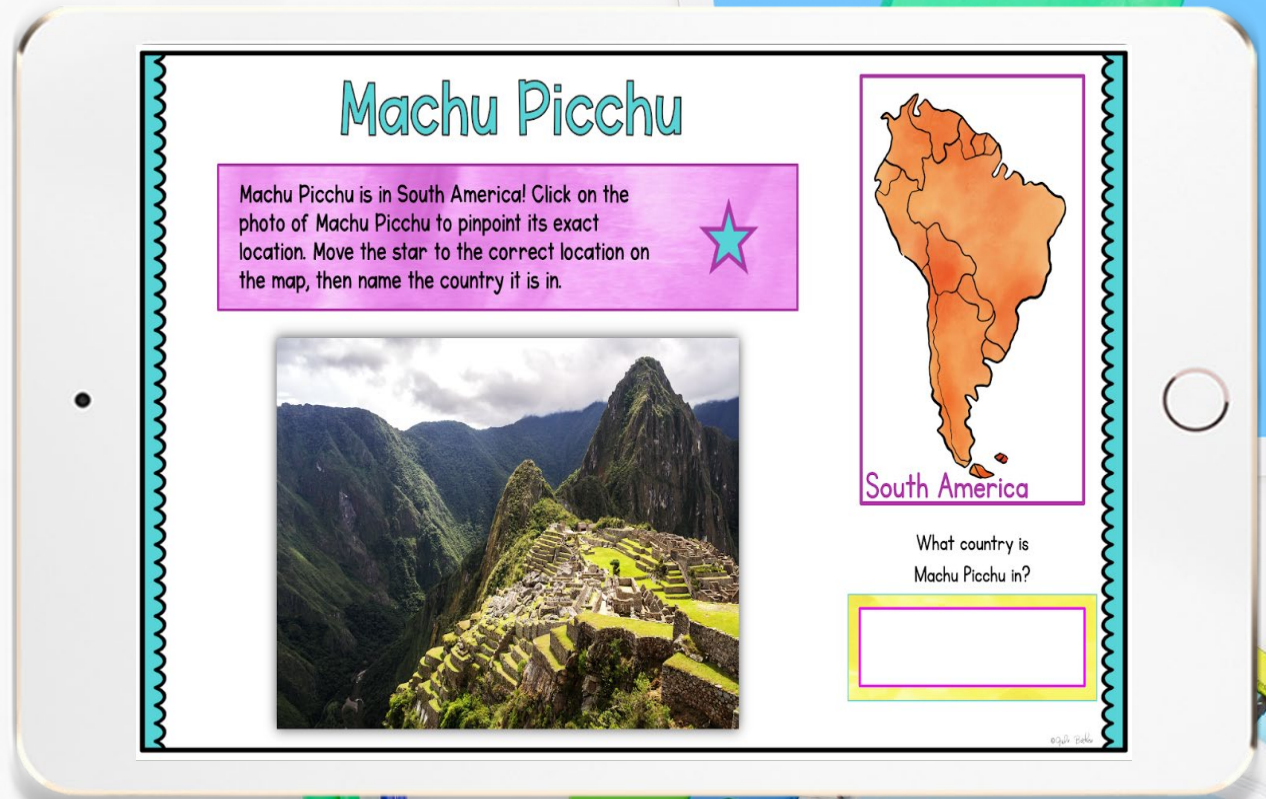 Machu Picchu
Machu Picchu is in South America! Click on the
photo of Machu Picchu to pinpoint its exact
location. Move the star to the correct location on
the map, then name the country it is in.
South America
What country is
Machu Picchu in?